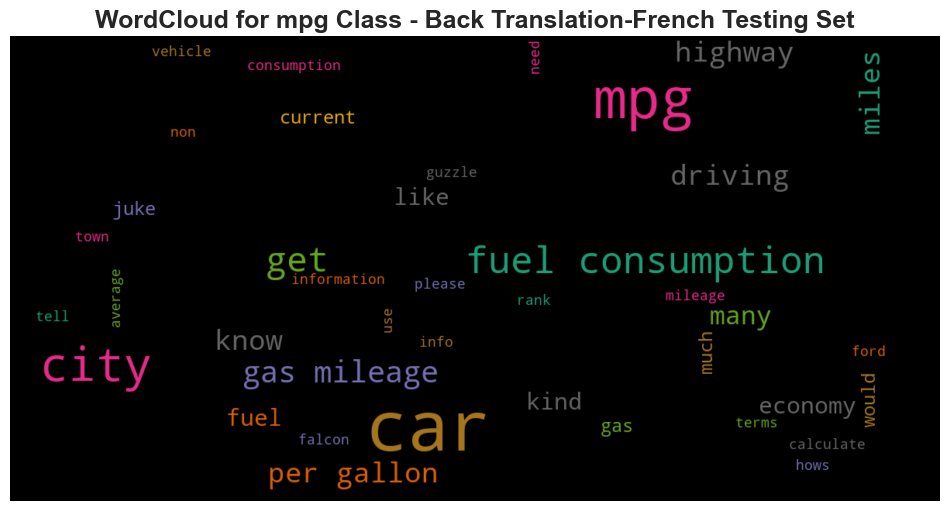 WordCloud for mpg Class - Back Translation-French Testing Set
vehicle
consumption
need
highway
miles
mpg
current
non
guzzle
driving
like
juke
town
get
fuel consumption
information
please
average
rank
mileage
tell
use
many
know
info
much
ford
city
gas mileage
would
kind
economy
fuel
car
gas
terms
falcon
calculate
per gallon
hows